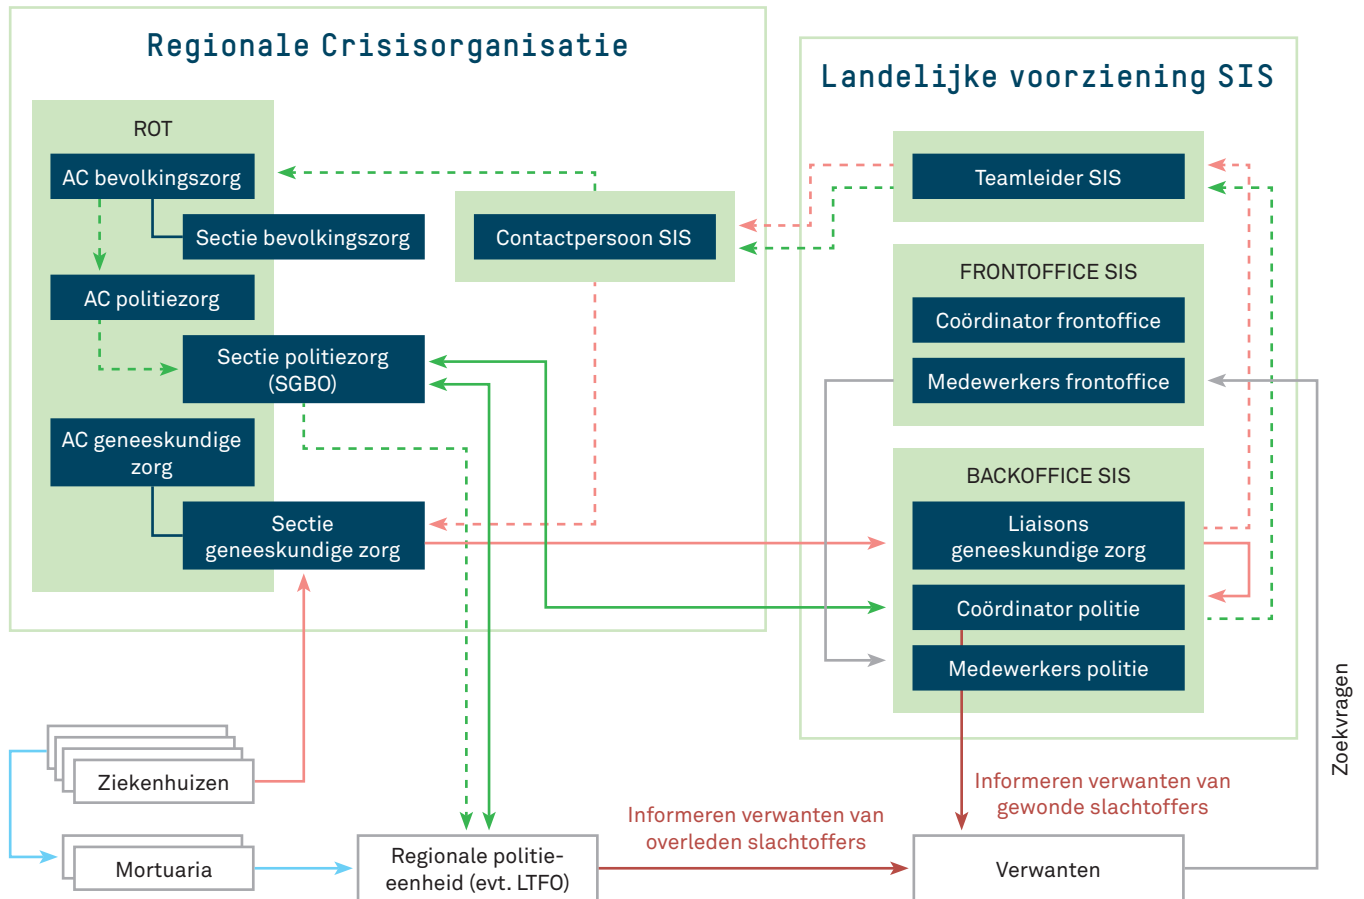 Regionale Crisisorganisatie
ROT
AC bevolkingszorg
Sectie bevolkingszorg
AC politiezorg
Sectie politiezorg
(SGBO)
AC geneeskundige
zorg
Sectie
geneeskundige zorg
Contactpersoon SIS
Landelijke voorziening SIS
Teamleider SIS
FRONTOFFICE SIS
Coördinator frontoffice
Medewerkers frontoffice
BACKOFFICE SIS
Liaisons
geneeskundige zorg
Coördinator politie
Medewerkers politie
Zoekvragen
Ziekenhuizen
Mortuaria
Regionale politie-
eenheid (evt. LTFO)
Informeren verwanten van
overleden slachtoffers
Informeren verwanten van
gewonde slachtoffers
Verwanten